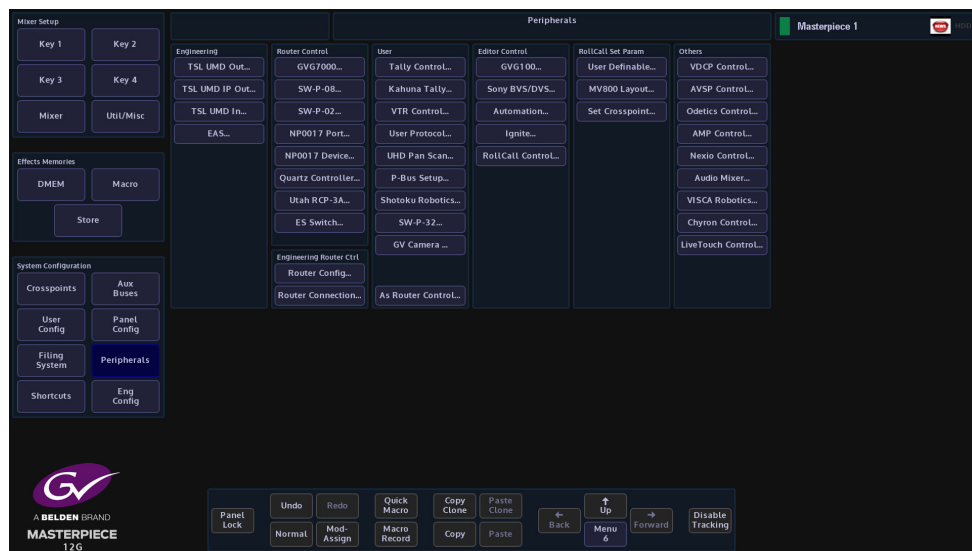 Mixer Setup
Key 1
Key 2
Key 3
Key 4
Mixer
Util/Misc
Effects Memories
DMEM
Macro
Store
System Configuration
Crosspoints
Aux
Buses
User
Config
Panel
Config
Filing
System
Peripherals
Shortcuts
Eng
Config
Peripherals
Engineering
TSL UMD Out...
TSL UMD IP Out...
TSL UMD In...
EAS...
Router Control
GVG7000...
SW-P-08...
SW-P-02...
NP0017 Port...
NP0017 Device...
Quartz Controller...
Utah RCP-3A...
ES Switch...
Engineering Router Ctrl
Router Config...
Router Connection...
User
Tally Control...
Kahuna Tally...
VTR Control...
User Protocol...
UHD Pan Scan...
P-Bus Setup...
Shotoku Robotics...
SW-P-32...
GV Camera ...
As Router Control...
Editor Control
GVG100...
Sony BVS/DVS...
Automation...
Ignite...
RollCall Control...
RollCall Set Param
User Definable...
MV800 Layout...
Set Crosspoint...
Others
VDCP Control...
AVSP Control...
Odetics Control...
AMP Control...
Nexio Control...
Audio Mixer...
VISCA Robotics...
Chyron Control...
LiveTouch Control...
Masterpiece 1
NEWS
HDD
GV
A BELDEN BRAND
MASTERPIECE
12G
Panel
Lock
Undo
Redo
Normal
Mod-
Assign
Quick
Macro
Macro
Record
Copy
Clone
Paste
Clone
Copy
Paste
←
Back
↑
Up
Menu
6
→
Forward
Disable
Tracking